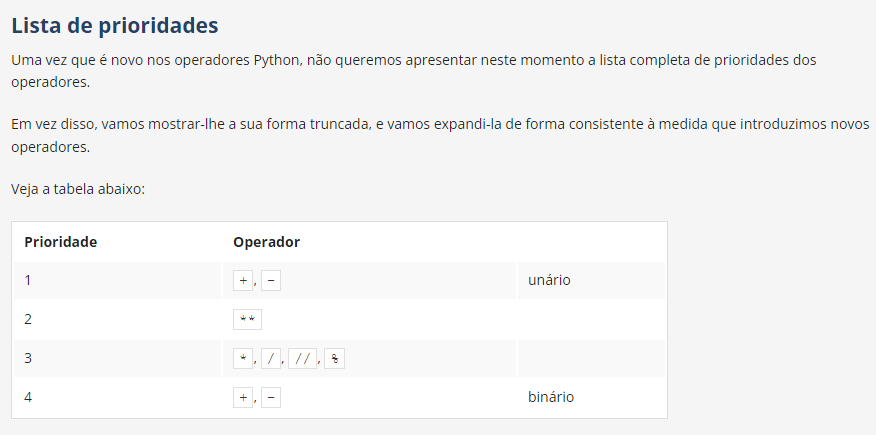 Lista de prioridades
Uma vez que é novo nos operadores Python, não queremos apresentar neste momento a lista completa de prioridades dos
operadores.
Em vez disso, vamos mostrar-lhe a sua forma truncada, e vamos expandi-la de forma consistente à medida que introduzimos novos
operadores.
Veja a tabela abaixo:
Prioridade Operador
1 +, - unário
2 **
3 *, /, //, %
4 +, - binário